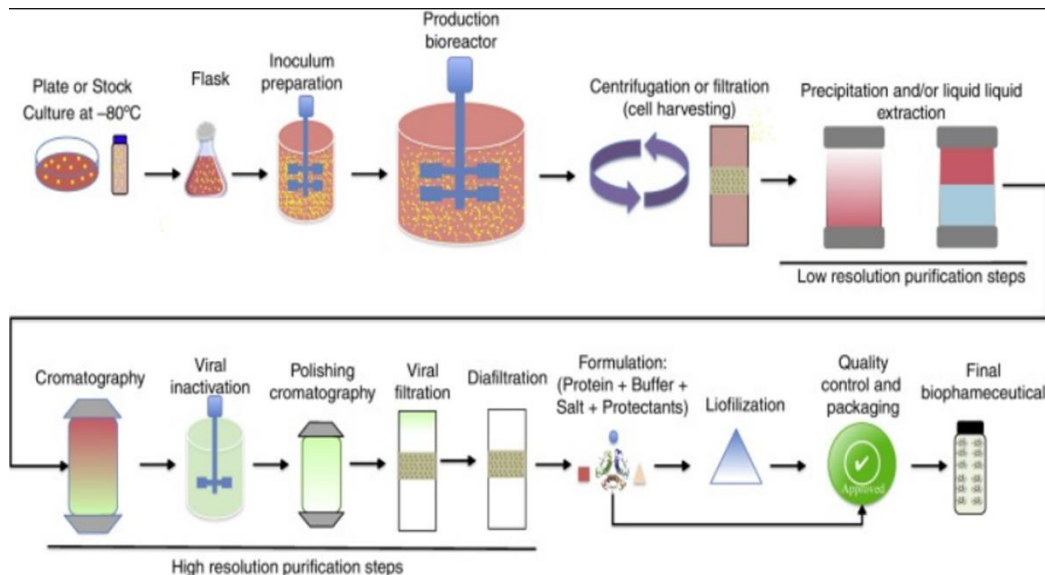 Plate or Stock
Culture at –80ºC
Flask
Inoculum
preparation
Production
bioreactor
Centrifugation or filtration
(cell harvesting)
Precipitation and/or liquid liquid
extraction
Low resolution purification steps
Cromatography
Viral
inactivation
Polishing
cromatography
Viral
filtration
Diafiltration
Formulation:
(Protein + Buffer +
Salt + Protectants)
Liofilization
Quality
control and
packaging
Approved
Final
biophameceutical
High resolution purification steps